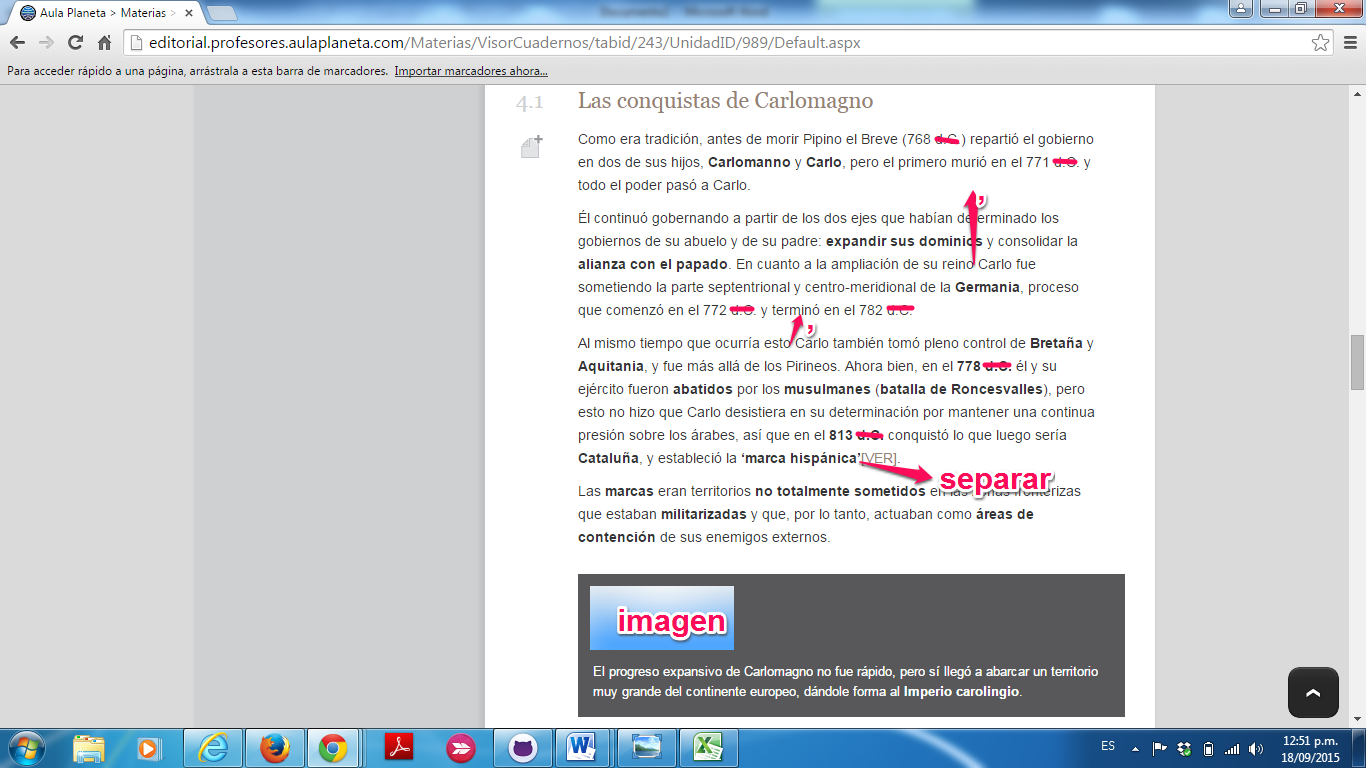 Document2 - Microsoft Word
Aula Planeta > Materias >
editorial.profesores.aulaplaneta.com/Materias/VisorCuadernos/tabid/243/UnidadID/989/Default.aspx
Para acceder rápido a una página, arrástrala a esta barra de marcadores. Importar marcadores ahora...
4.1 Las conquistas de Carlomagno
Como era tradición, antes de morir Pipino el Breve (768 d.C.) repartió el gobierno
en dos de sus hijos, Carlomanno y Carlo, pero el primero murió en el 771 d.C. y
todo el poder pasó a Carlo.
,
Él continuó gobernando a partir de los dos ejes que habían determinado los
gobiernos de su abuelo y de su padre: expandir sus dominios y consolidar la
alianza con el papado. En cuanto a la ampliación de su reino Carlo fue
sometiendo la parte septentrional y centro-meridional de la Germania, proceso
que comenzó en el 772 d.C. y terminó en el 782 d.C.
,
Al mismo tiempo que ocurría esto Carlo también tomó pleno control de Bretaña y
Aquitania, y fue más allá de los Pirineos. Ahora bien, en el 778 d.C. él y su
ejército fueron abatidos por los musulmanes (batalla de Roncesvalles), pero
esto no hizo que Carlo desistiera en su determinación por mantener una continua
presión sobre los árabes, así que en el 813 d.C. conquistó lo que luego sería
Cataluña, y estableció la ‘marca hispánica’[VER].
separar
Las marcas eran territorios no totalmente sometidos en las zonas fronterizas
que estaban militarizadas y que, por lo tanto, actuaban como áreas de
contención de sus enemigos externos.
imagen
El progreso expansivo de Carlomagno no fue rápido, pero sí llegó a abarcar un territorio
muy grande del continente europeo, dándole forma al Imperio carolingio.
ES
12:51 p.m.
18/09/2015